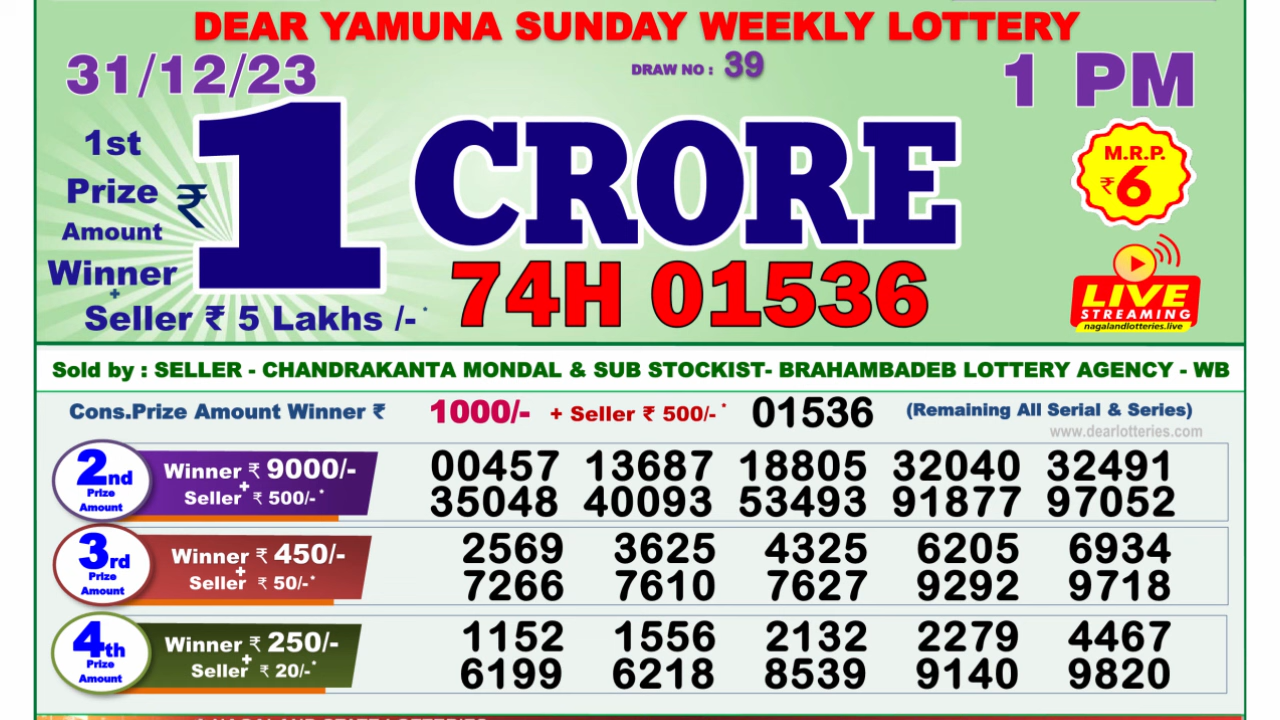 DEAR YAMUNA SUNDAY WEEKLY LOTTERY
31/12/23
DRAW NO : 39
1 PM
1st
Prize
Amount
Winner
+
Seller ₹ 5 Lakhs /-*
₹ 1 CRORE
74H 01536
M.R.P.
₹6
LIVE
STREAMING
nagalandlotteries.live
Sold by : SELLER - CHANDRAKANTA MONDAL & SUB STOCKIST- BRAHAMBADEB LOTTERY AGENCY - WB
Cons.Prize Amount Winner ₹ 1000/- + Seller ₹ 500/-* 01536 (Remaining All Serial & Series)
www.dearlotteries.com
2nd
Prize
Amount
Winner ₹ 9000/-
+
Seller ₹ 500/-*
00457 13687 18805 32040 32491
35048 40093 53493 91877 97052
3rd
Prize
Amount
Winner ₹ 450/-
+
Seller ₹ 50/-*
2569 3625 4325 6205 6934
7266 7610 7627 9292 9718
4th
Prize
Amount
Winner ₹ 250/-
+
Seller ₹ 20/-*
1152 1556 2132 2279 4467
6199 6218 8539 9140 9820